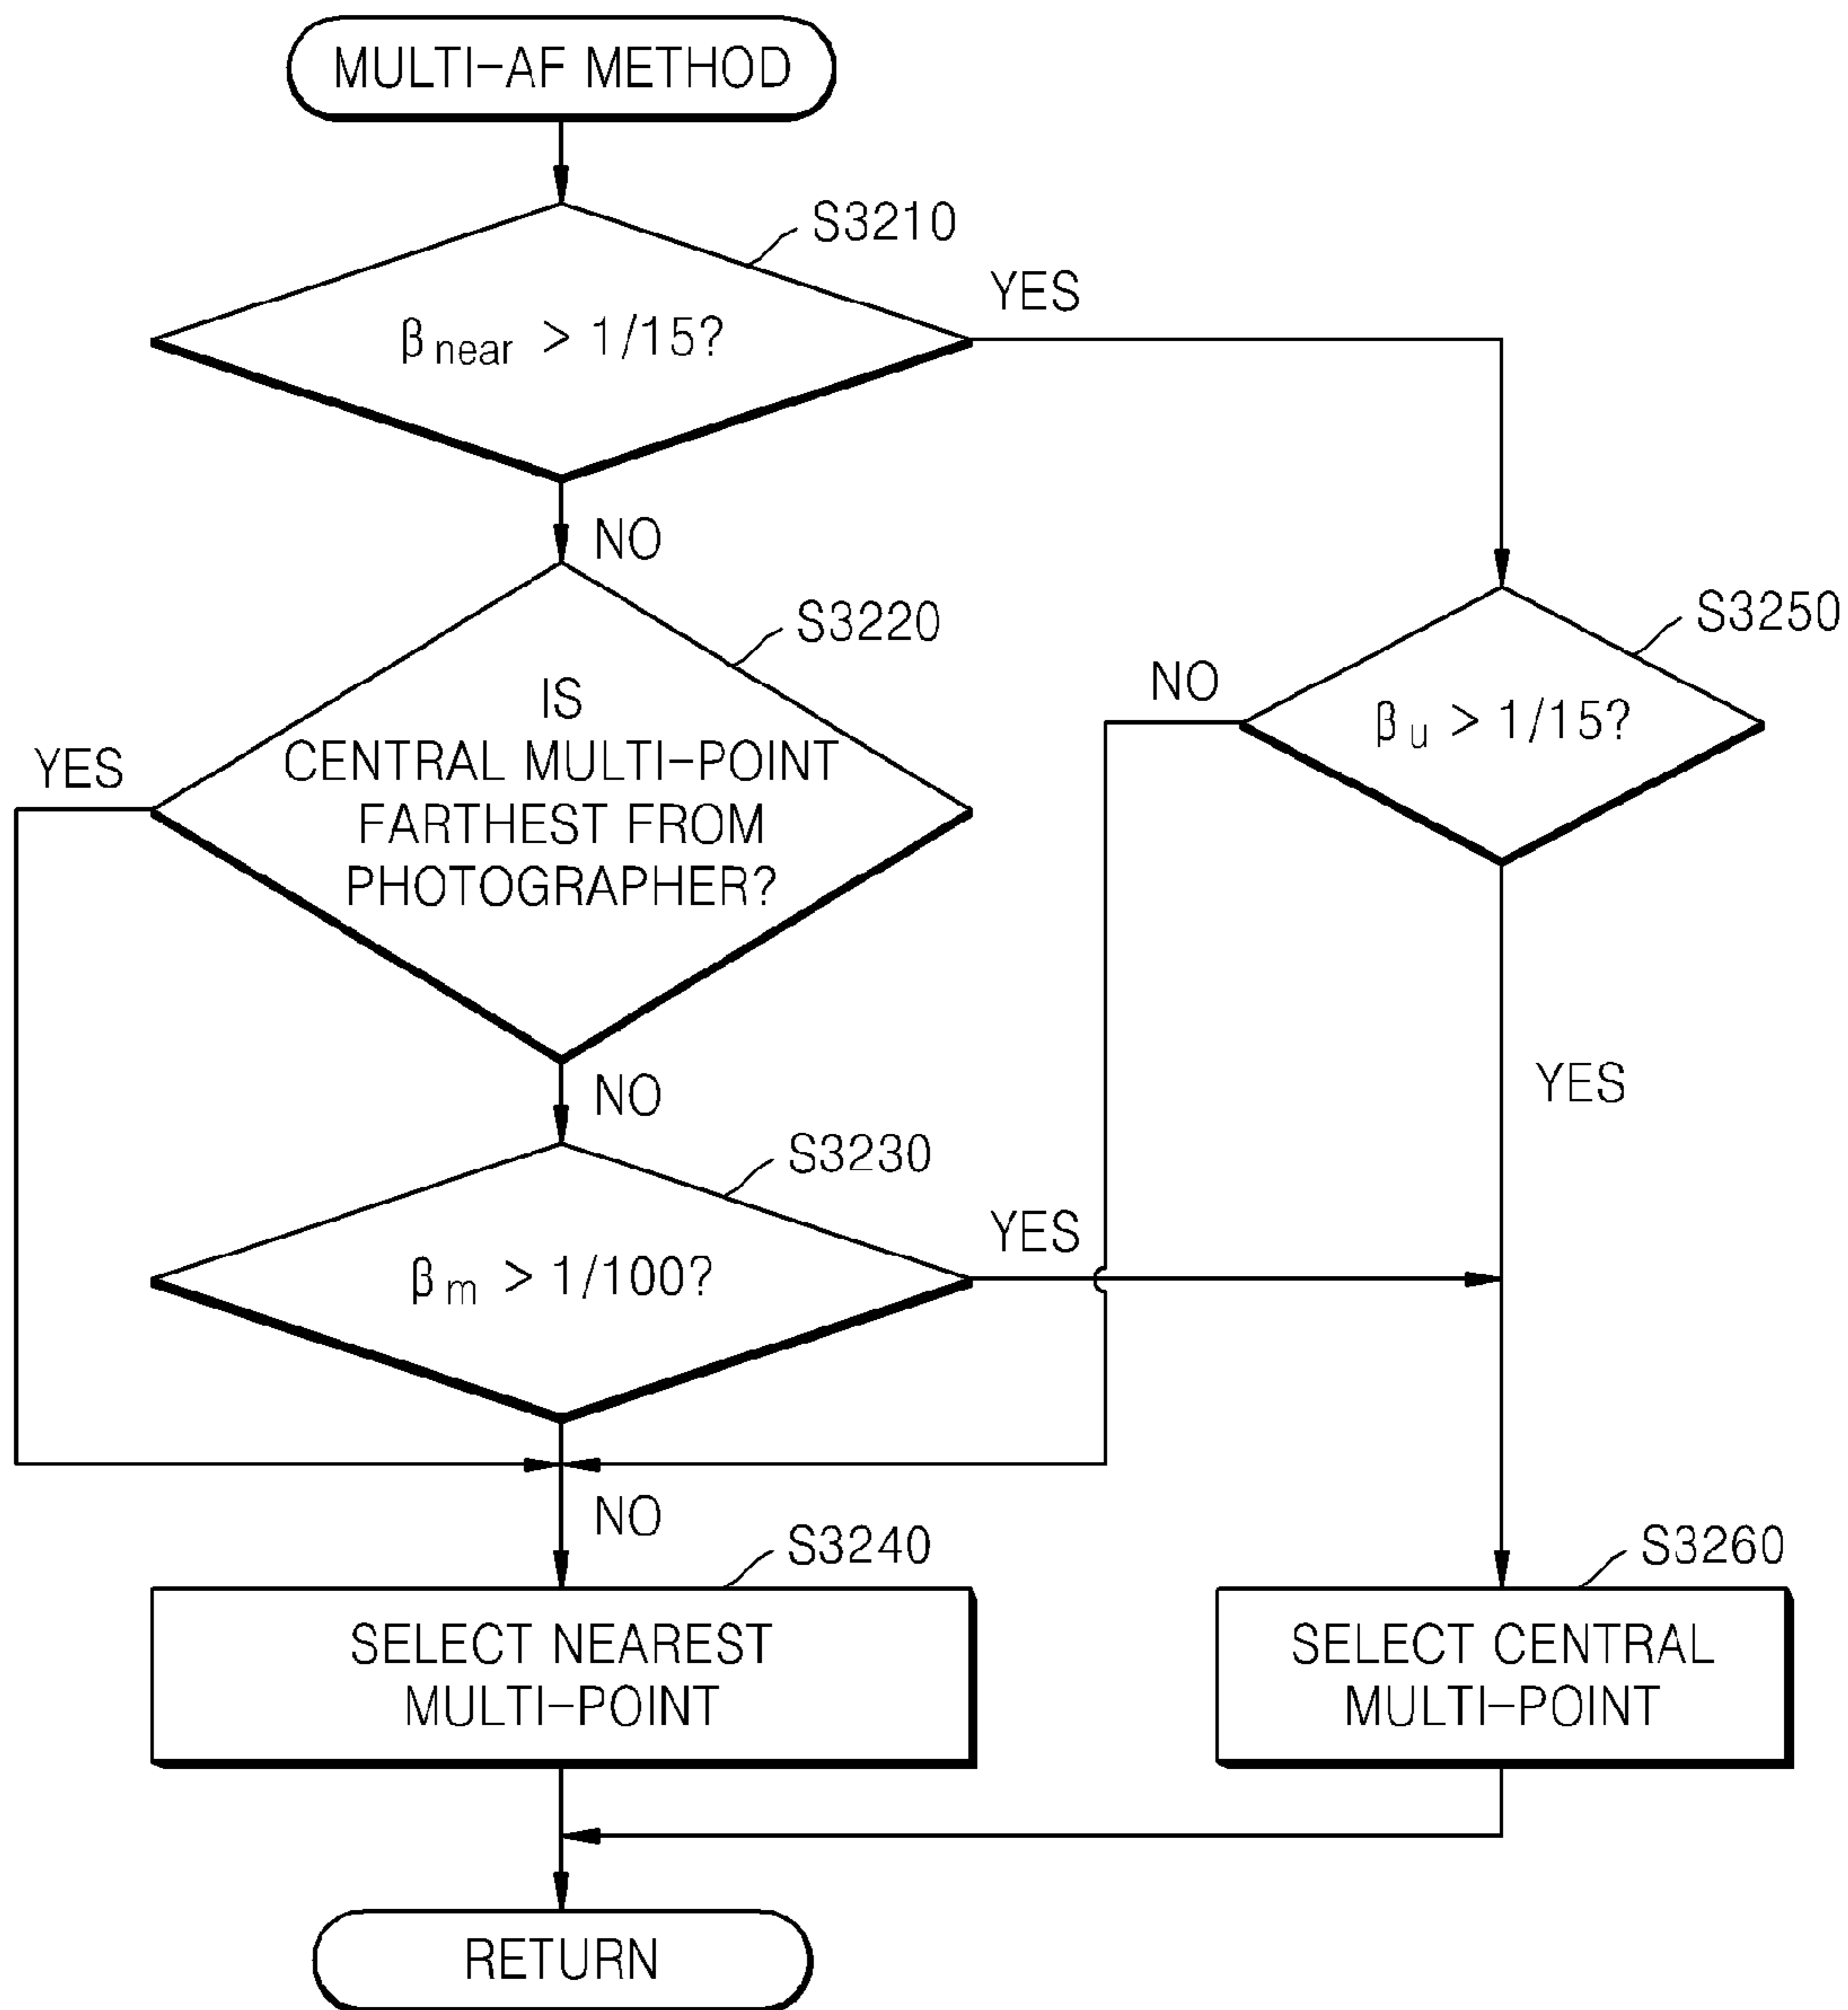 MULTI-AF METHOD
S3210
βnear > 1/15?
YES
NO
S3220
IS
CENTRAL MULTI-POINT
FARTHEST FROM
PHOTOGRAPHER?
YES
NO
S3250
βu > 1/15?
NO
YES
S3230
βm > 1/100?
YES
NO
S3240
SELECT NEAREST
MULTI-POINT
S3260
SELECT CENTRAL
MULTI-POINT
RETURN